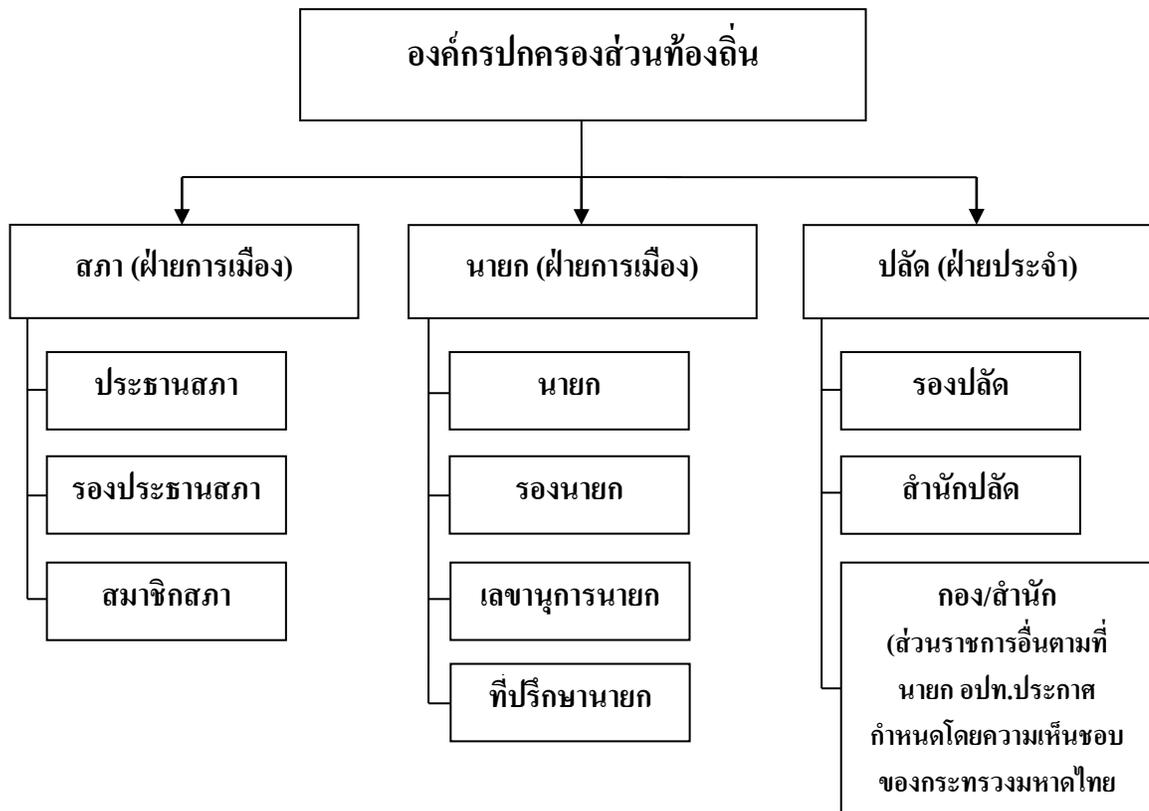 องค์กรปกครองส่วนท้องถิ่น
สภา (ฝ่ายการเมือง)
ประธานสภา
รองประธานสภา
สมาชิกสภา
นายก (ฝ่ายการเมือง)
นายก
รองนายก
เลขานุการนายก
ที่ปรึกษานายก
ปลัด (ฝ่ายประจำ)
รองปลัด
สำนักปลัด
กอง/สำนัก
(ส่วนราชการอื่นตามที่
นายก อปท.ประกาศ
กำหนดโดยความเห็นชอบ
ของกระทรวงมหาดไทย